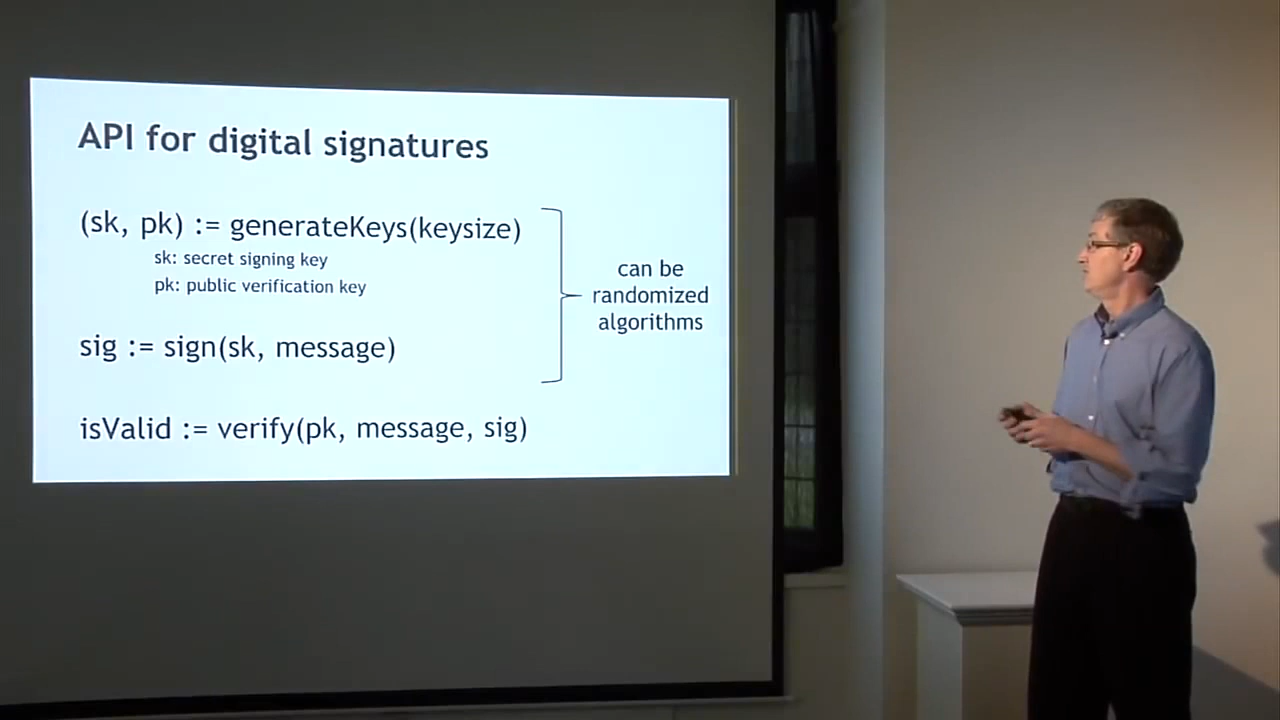 API for digital signatures
(sk, pk) := generateKeys(keysize)
sk: secret signing key
pk: public verification key
can be
randomized
algorithms
sig := sign(sk, message)
isValid := verify(pk, message, sig)